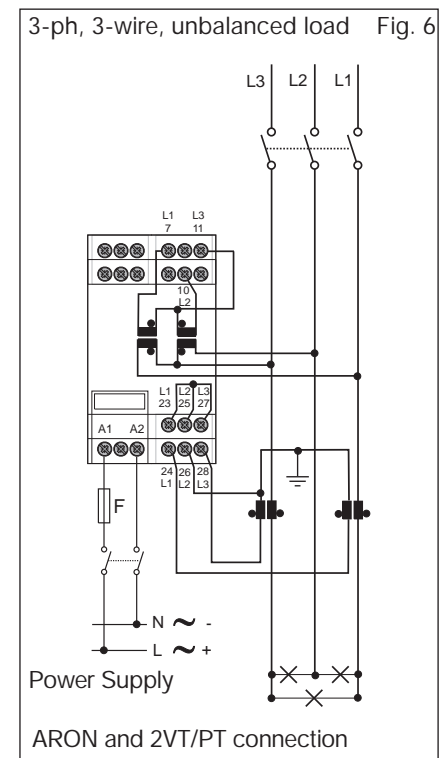 3-ph, 3-wire, unbalanced load Fig. 6
L3 L2 L1
L1 L3
7 11
10
L2
L1 L2 L3
23 25 27
A1 A2
24 26 28
L1 L2 L3
F
N ~ -
L ~ +
Power Supply
ARON and 2VT/PT connection